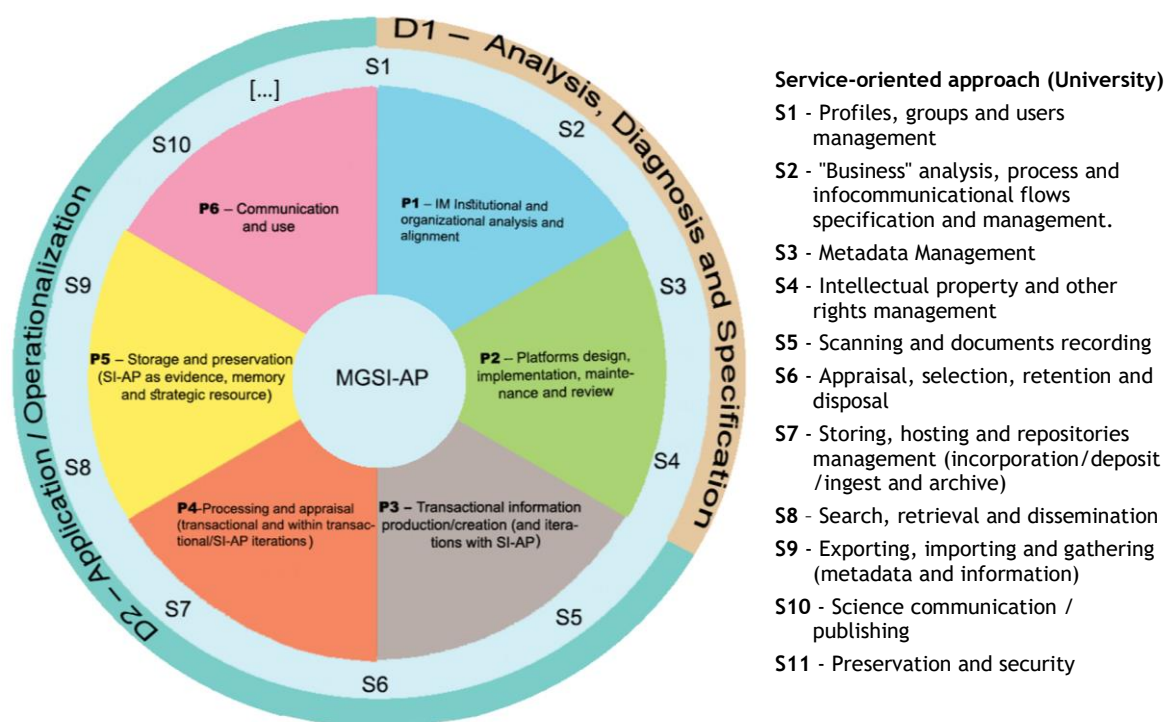 D1 – Analysis, Diagnosis and Specification
D2 – Application / Operationalization
S1
S2
S3
S4
S5
S6
S7
S8
S9
S10
[...]
P1 – IM Institutional and
organizational analysis and
alignment
P2 – Platforms design,
implementation, mainte-
nance and review
P3 – Transactional information
production/creation (and itera-
tions with SI-AP)
P4-Processing and appraisal
(transactional and within transac-
tional/SI-AP iterations)
P5 – Storage and preservation
(SI-AP as evidence, memory
and strategic resource)
P6 – Communication
and use
MGSI-AP
Service-oriented approach (University)
S1 - Profiles, groups and users
management
S2 - "Business" analysis, process and
infocommunicational flows
specification and management.
S3 - Metadata Management
S4 - Intellectual property and other
rights management
S5 - Scanning and documents recording
S6 - Appraisal, selection, retention and
disposal
S7 - Storing, hosting and repositories
management (incorporation/deposit
/ingest and archive)
S8 - Search, retrieval and dissemination
S9 - Exporting, importing and gathering
(metadata and information)
S10 - Science communication /
publishing
S11 - Preservation and security